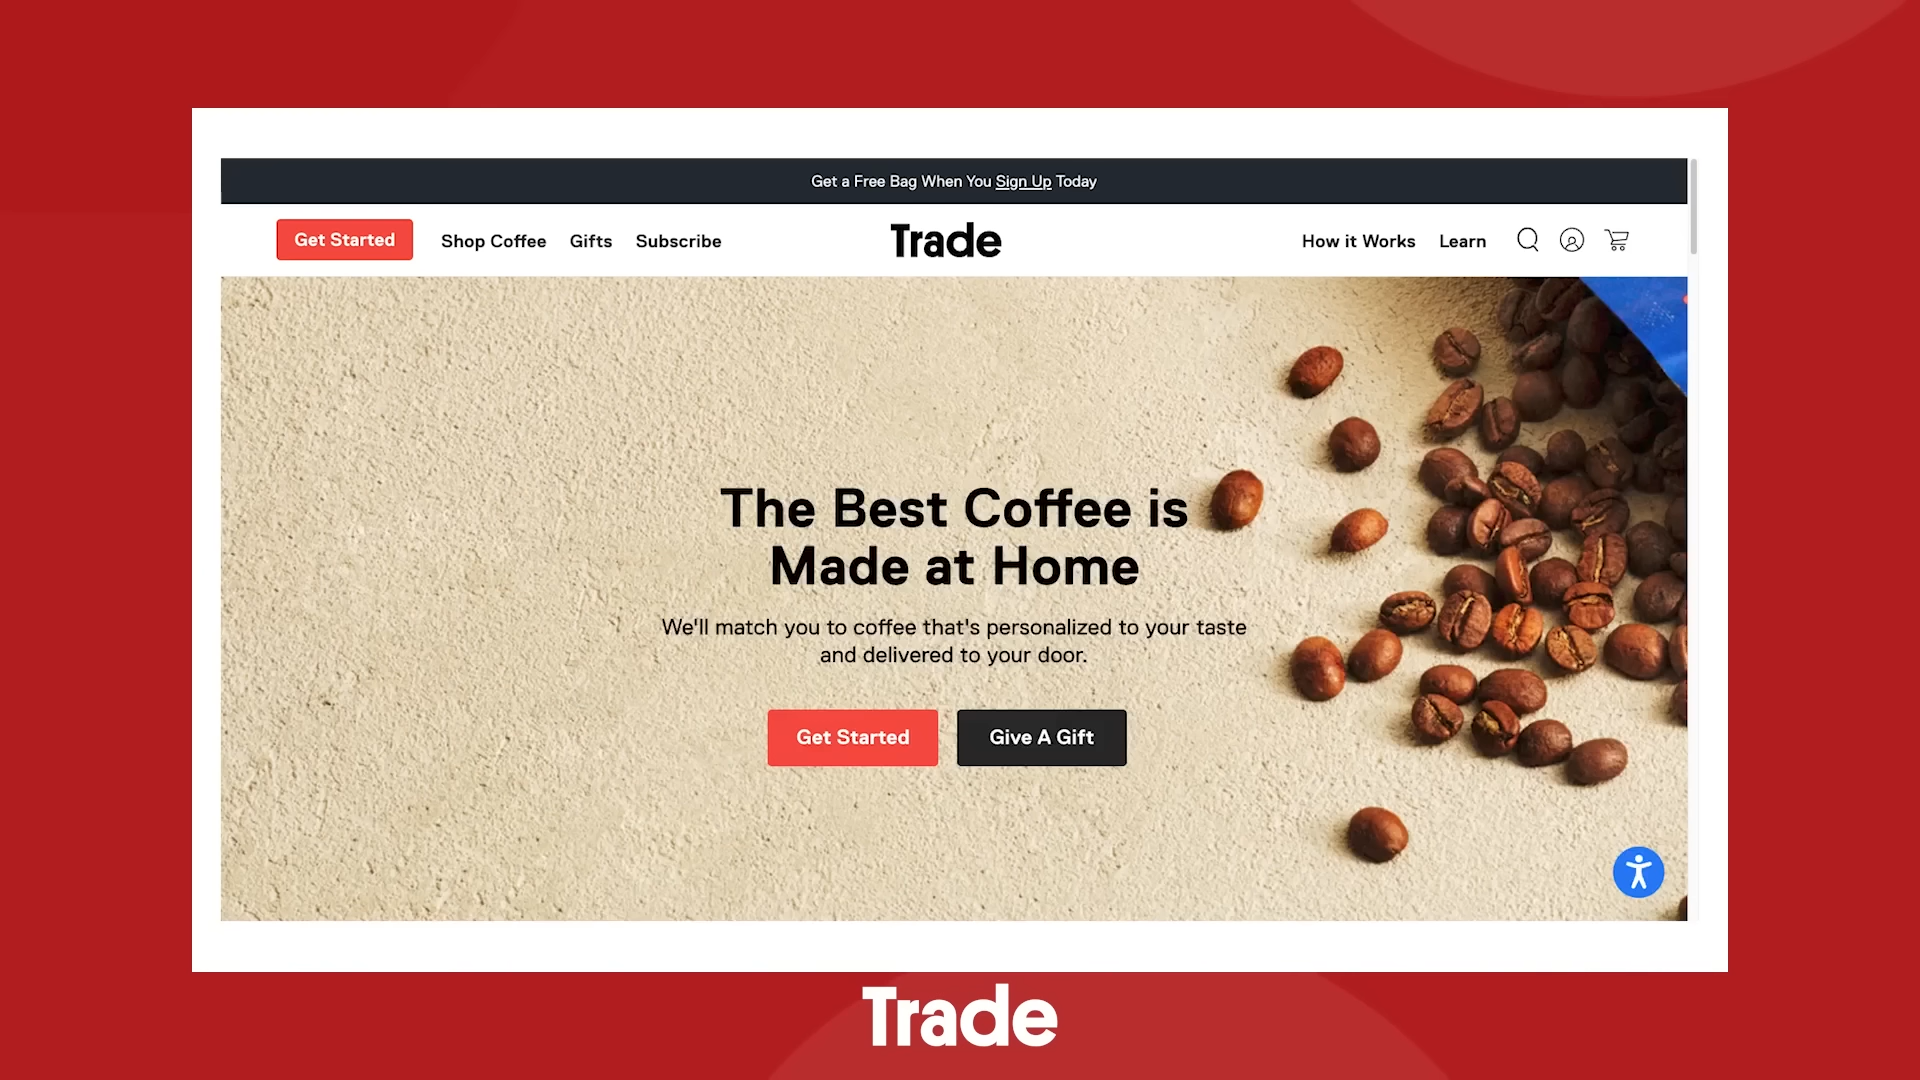 Get a Free Bag When You Sign Up Today
Get Started Shop Coffee Gifts Subscribe Trade How it Works Learn
The Best Coffee is
Made at Home
We'll match you to coffee that's personalized to your taste
and delivered to your door.
Get Started Give A Gift
Trade